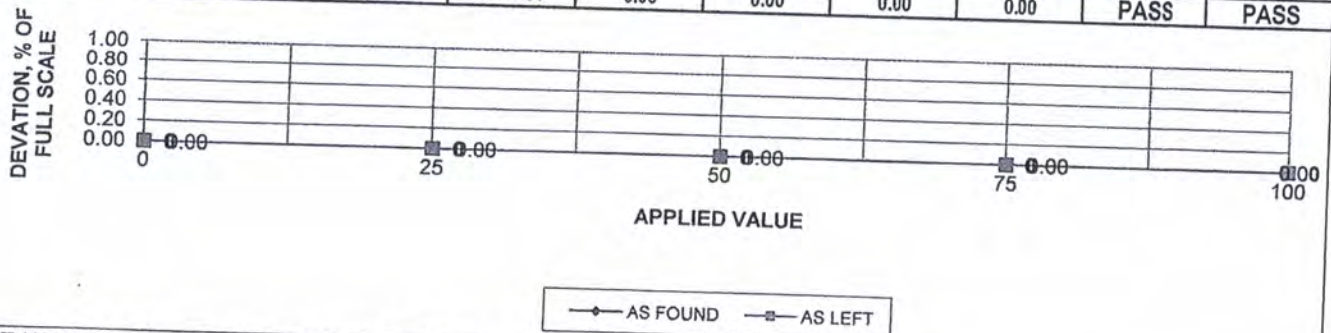 0.00 0.00 0.00 0.00 PASS PASS
DEVATION, % OF
FULL SCALE
1.00
0.80
0.60
0.40
0.20
0.00
0.00 0.00 0.00 0.00 0.00
0 25 50 75 100
APPLIED VALUE
AS FOUND AS LEFT